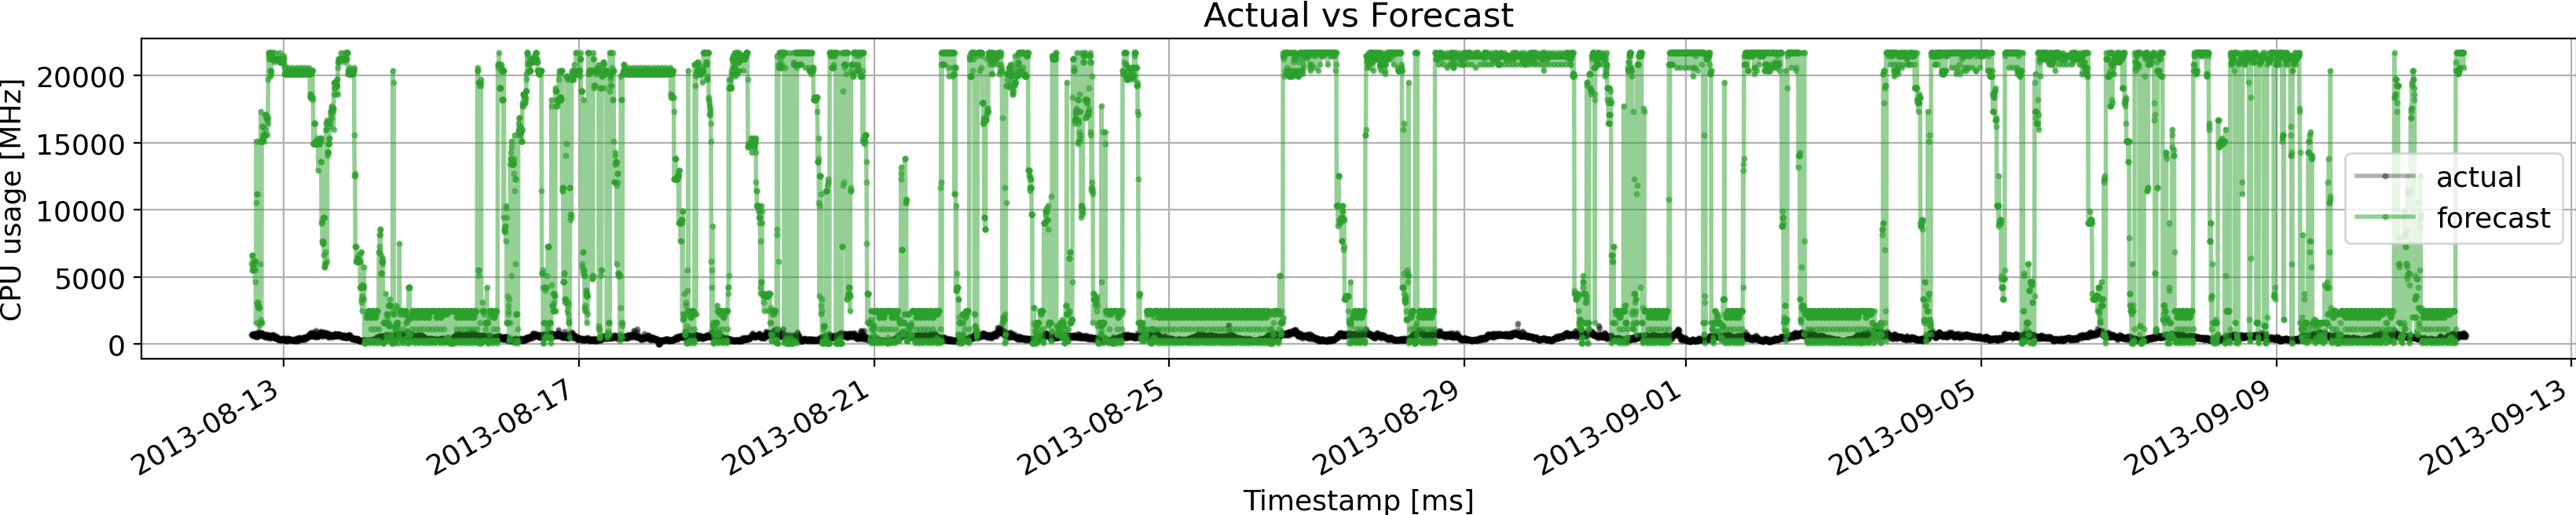 Actual vs Forecast
CPU usage [MHz]
20000
15000
10000
5000
0
actual
forecast
2013-08-13
2013-08-17
2013-08-21
2013-08-25
2013-08-29
2013-09-01
2013-09-05
2013-09-09
2013-09-13
Timestamp [ms]